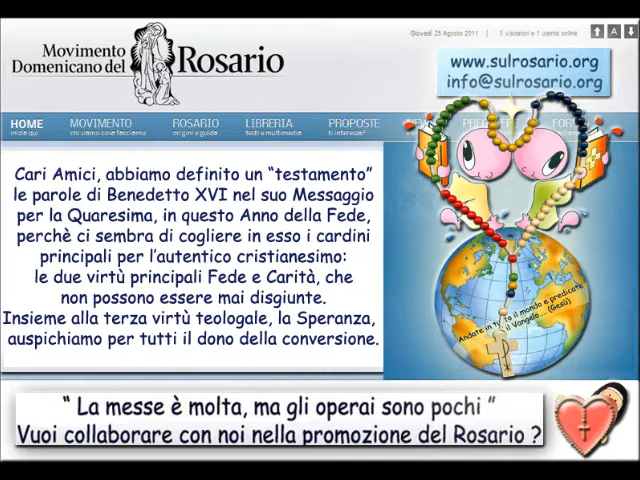 Movimento
Domenicano del Rosario
Giovedì 25 Agosto 2011 | 5 visitatori e 1 utente online
A
www.sulrosario.org
info@sulrosario.org
HOME MOVIMENTO ROSARIO LIBRERIA PROPOSTE
inizia qui chi siamo cosa facciamo origini e guida testi e multimedia ti interessa?
Cari Amici, abbiamo definito un “testamento”
le parole di Benedetto XVI nel suo Messaggio
per la Quaresima, in questo Anno della Fede,
perchè ci sembra di cogliere in esso i cardini
principali per l’autentico cristianesimo:
le due virtù principali Fede e Carità, che
non possono essere mai disgiunte.
Insieme alla terza virtù teologale, la Speranza,
auspichiamo per tutti il dono della conversione.
Andate in il mondo e predicate
il Vangelo... (Gesù)
“ La messe è molta, ma gli operai sono pochi ”
Vuoi collaborare con noi nella promozione del Rosario ?